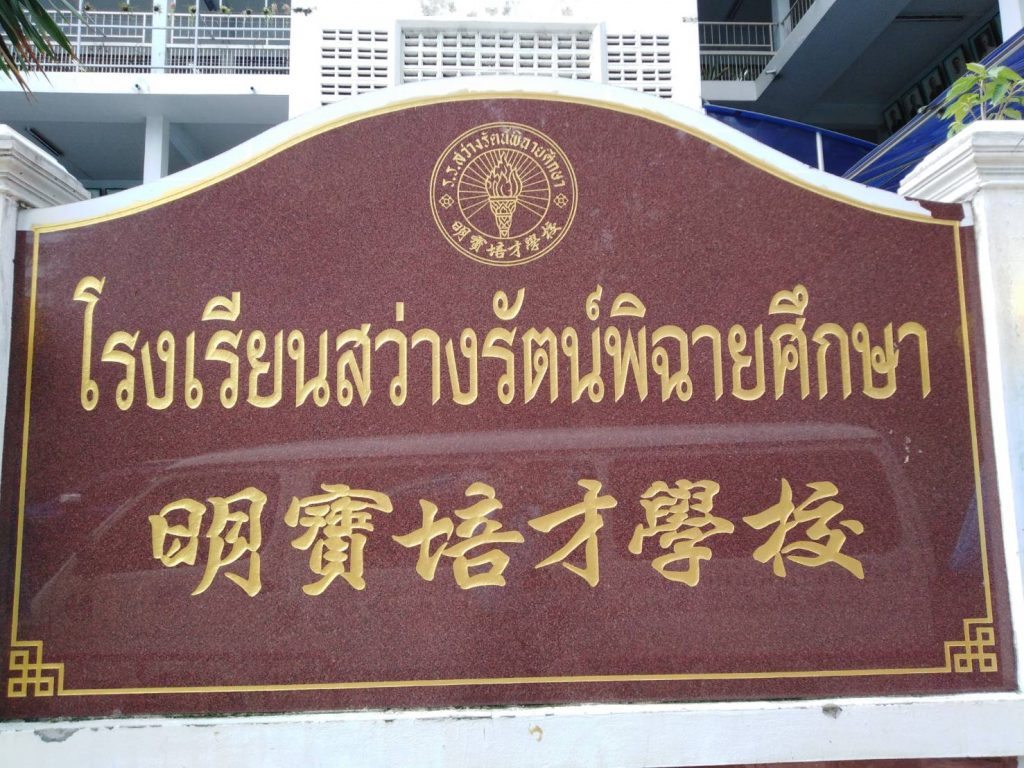 ร.ร.สว่างรัตน์พิฉายศึกษา
明寶培才學校
โรงเรียนสว่างรัตน์พิฉายศึกษา
明寶培才學校